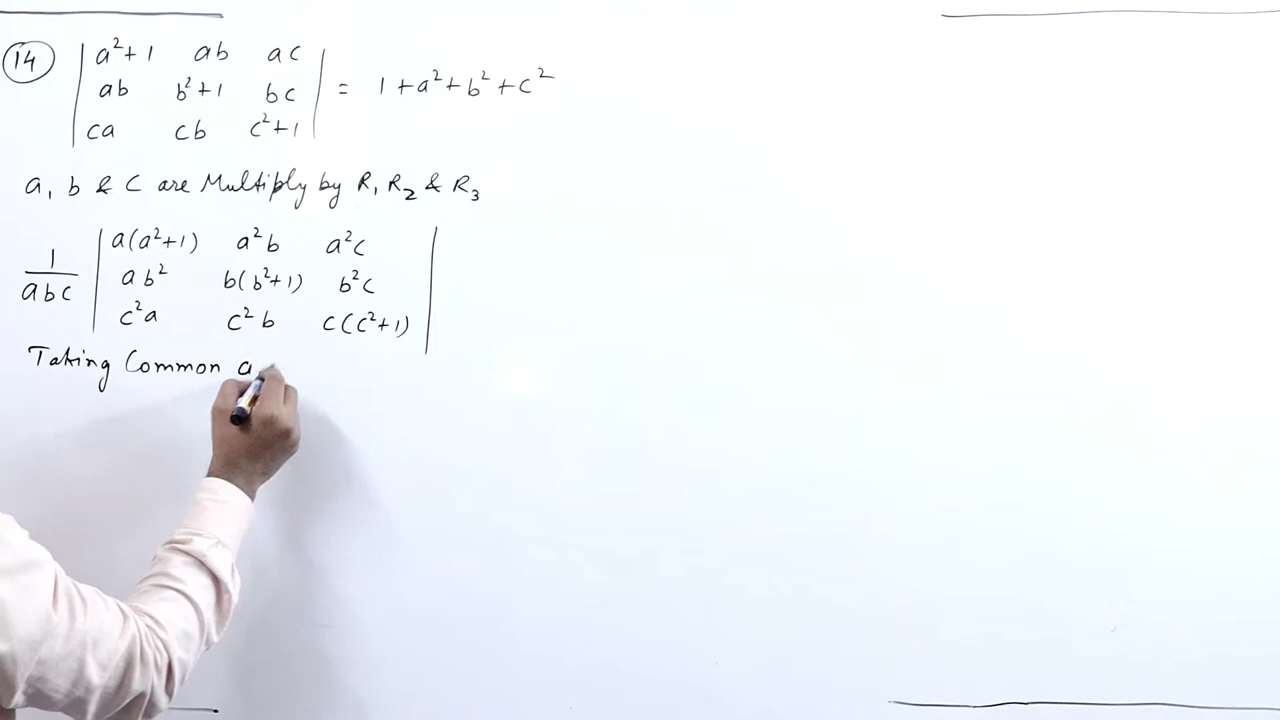 14 | a²+1 ab ac |
| ab b²+1 bc | = 1+a²+b²+c²
| ca cb c²+1 |
a, b & c are Multiply by R₁ R₂ & R₃
1/abc | a(a²+1) a²b a²c |
| ab² b(b²+1) b²c |
| c²a c²b c(c²+1) |
Taking Common a